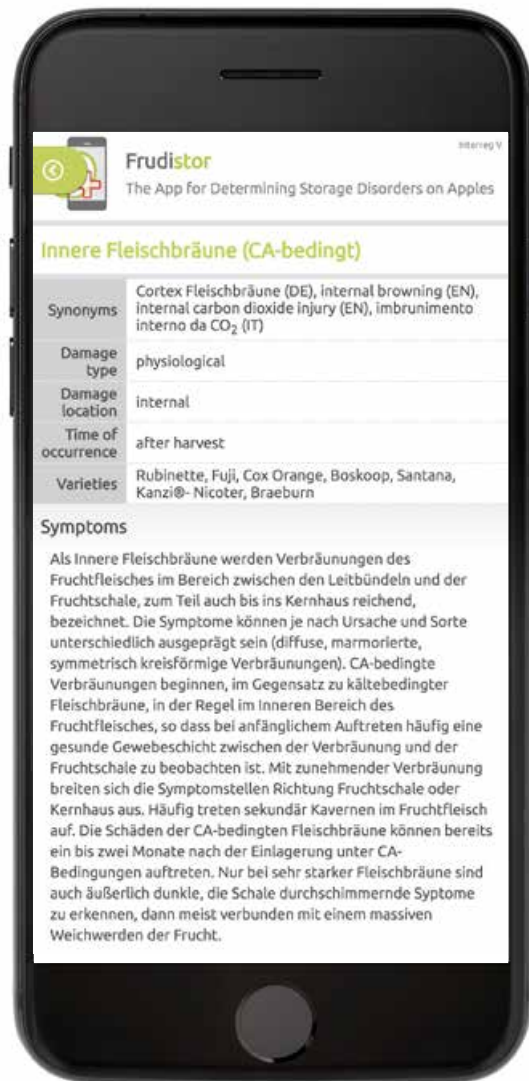 Interreg V
Frudistor
The App for Determining Storage Disorders on Apples
Innere Fleischbräune (CA-bedingt)
Synonyms
Cortex Fleischbräune (DE), internal browning (EN),
internal carbon dioxide injury (EN), imbrunimento
interno da CO₂ (IT)
Damage
type
physiological
Damage
location
internal
Time of
occurrence
after harvest
Varieties
Rubinette, Fuji, Cox Orange, Boskoop, Santana,
Kanzi®- Nicoter, Braeburn
Symptoms
Als Innere Fleischbräune werden Verbräunungen des
Fruchtfleisches im Bereich zwischen den Leitbündeln und der
Fruchtschale, zum Teil auch bis ins Kernhaus reichend,
bezeichnet. Die Symptome können je nach Ursache und Sorte
unterschiedlich ausgeprägt sein (diffuse, marmorierte,
symmetrisch kreisförmige Verbräunungen). CA-bedingte
Verbräunungen beginnen, im Gegensatz zu kältebedingter
Fleischbräune, in der Regel im Inneren Bereich des
Fruchtfleisches, so dass bei anfänglichem Auftreten häufig eine
gesunde Gewebeschicht zwischen der Verbräunung und der
Fruchtschale zu beobachten ist. Mit zunehmender Verbräunung
breiten sich die Symptomstellen Richtung Fruchtschale oder
Kernhaus aus. Häufig treten sekundär Kavernen im Fruchtfleisch
auf. Die Schäden der CA-bedingten Fleischbräune können bereits
ein bis zwei Monate nach der Einlagerung unter CA-
Bedingungen auftreten. Nur bei sehr starker Fleischbräune sind
auch äußerlich dunkle, die Schale durchschimmernde Syptome
zu erkennen, dann meist verbunden mit einem massiven
Weichwerden der Frucht.